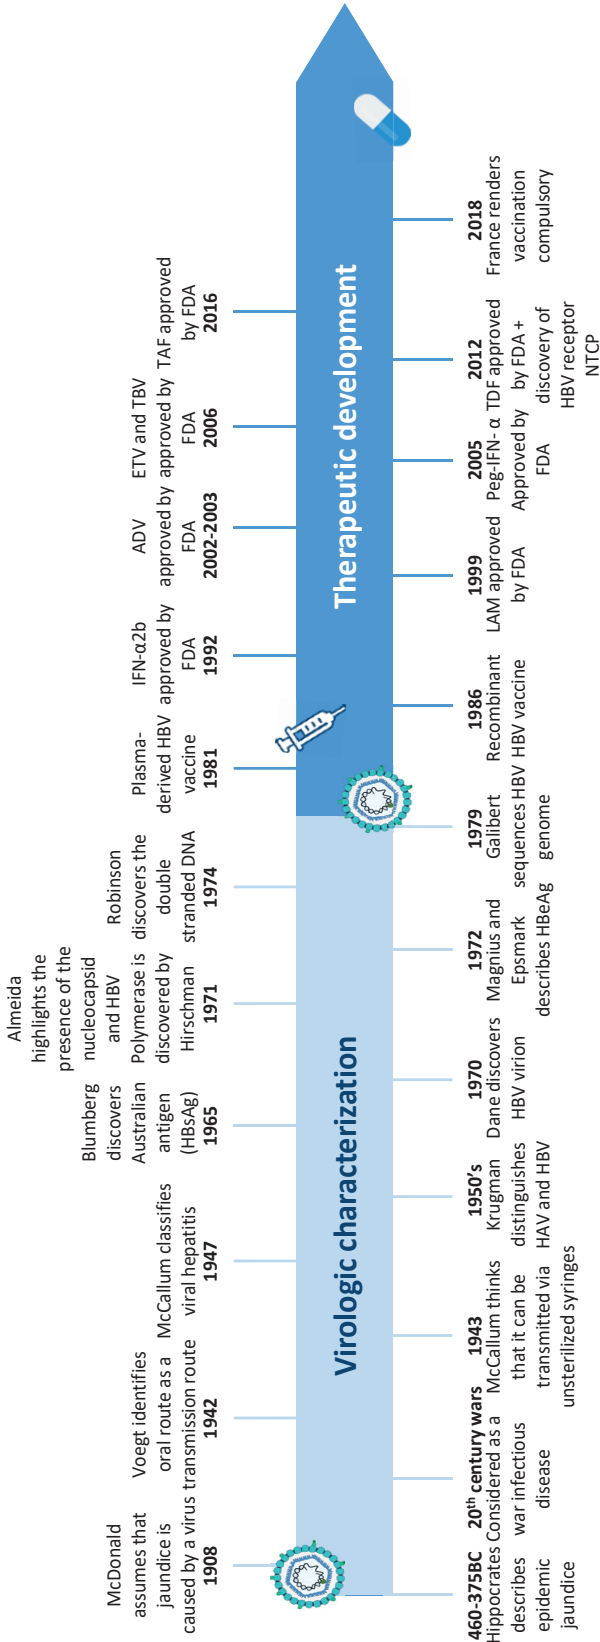 McDonald
assumes that
jaundice is
caused by a virus
1908
Voegt identifies
oral route as a
transmission route
1942
McCallum classifies
viral hepatitis
1947
Blumberg
discovers
Australian
antigen
(HBsAg)
1965
Almeida
highlights the
presence of the
nucleocapsid
and HBV
Polymerase is
discovered by
Hirschman
1971
Robinson
discovers the
double
stranded DNA
1974
Plasma-
derived HBV
vaccine
1981
IFN-α2b
approved by
FDA
1992
ADV
approved by
FDA
2002-2003
ETV and TBV
approved by
FDA
2006
TAF approved
by FDA
2016
Virologic characterization
Therapeutic development
460-375BC
Hippocrates
describes
epidemic
jaundice
20th century wars
Considered as a
war infectious
disease
1943
McCallum thinks
that it can be
transmitted via
unsterilized syringes
1950's
Krugman
distinguishes
HAV and HBV
1970
Dane discovers
HBV virion
1972
Magnius and
Epsmark
describes HBeAg
1979
Galibert
sequences HBV
genome
1986
Recombinant
HBV vaccine
1999
LAM approved
by FDA
2005
Peg-IFN- α
Approved by
FDA
2012
TDF approved
by FDA +
discovery of
HBV receptor
NTCP
2018
France renders
vaccination
compulsory